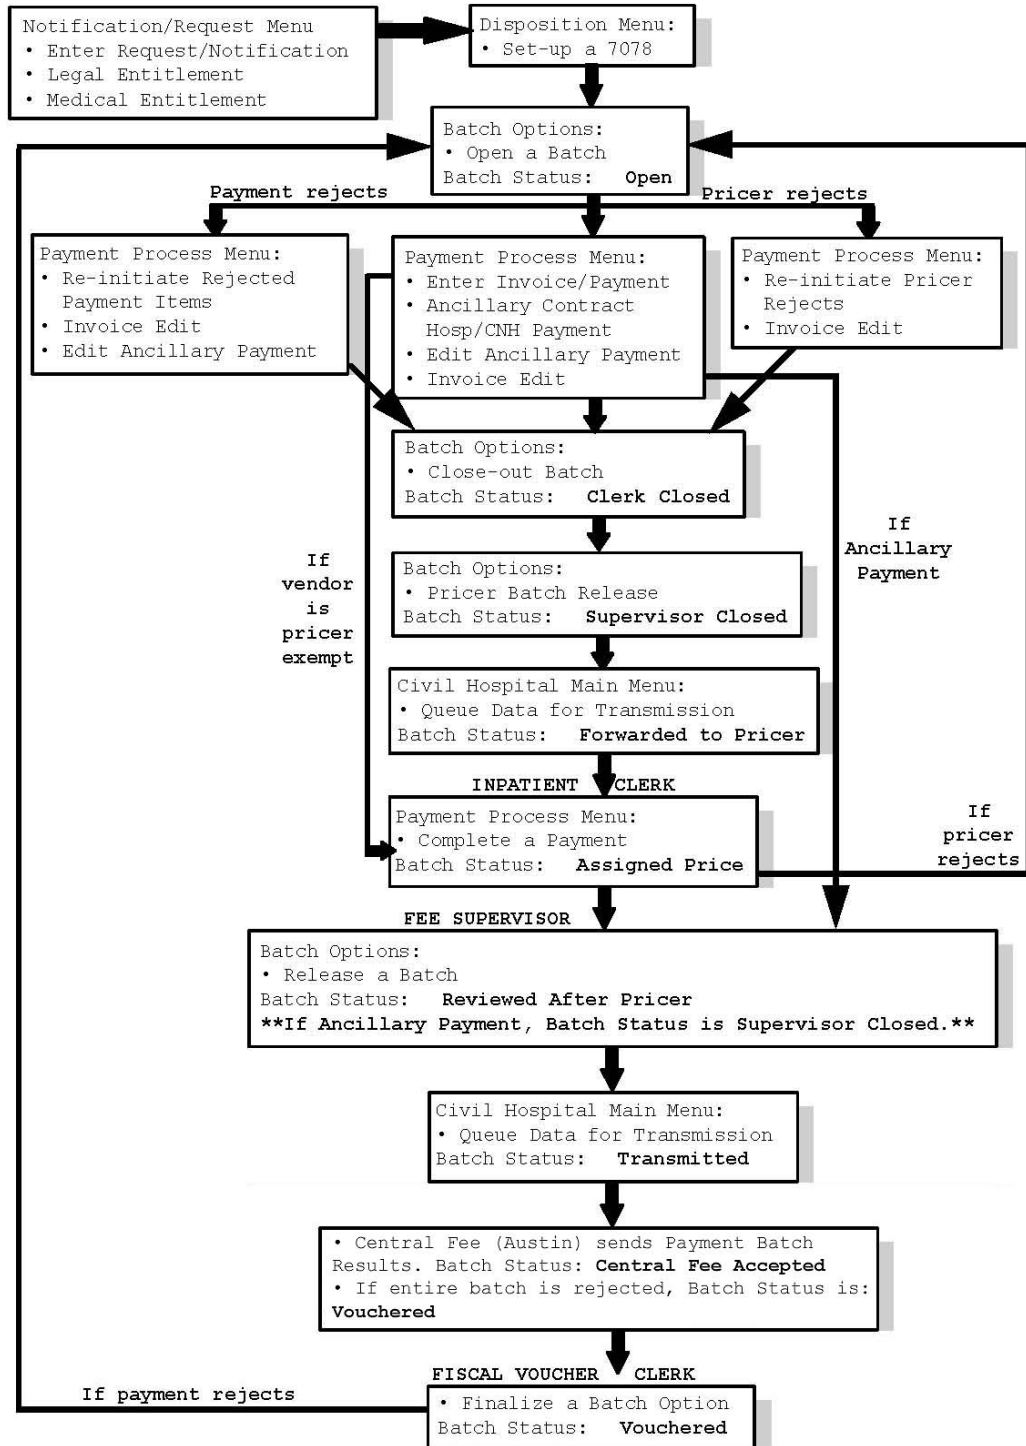 Notification/Request Menu
• Enter Request/Notification
• Legal Entitlement
• Medical Entitlement
Disposition Menu:
• Set-up a 7078
Batch Options:
• Open a Batch
Batch Status: Open
Payment rejects
Pricer rejects
Payment Process Menu:
• Re-initiate Rejected
Payment Items
• Invoice Edit
• Edit Ancillary Payment
Payment Process Menu:
• Enter Invoice/Payment
• Ancillary Contract
Hosp/CNH Payment
• Edit Ancillary Payment
• Invoice Edit
Payment Process Menu:
• Re-initiate Pricer
Rejects
• Invoice Edit
Batch Options:
• Close-out Batch
Batch Status: Clerk Closed
If
vendor
is
pricer
exempt
If
Ancillary
Payment
Batch Options:
• Pricer Batch Release
Batch Status: Supervisor Closed
Civil Hospital Main Menu:
• Queue Data for Transmission
Batch Status: Forwarded to Pricer
INPATIENT CLERK
Payment Process Menu:
• Complete a Payment
Batch Status: Assigned Price
If
pricer
rejects
FEE SUPERVISOR
Batch Options:
• Release a Batch
Batch Status: Reviewed After Pricer
**If Ancillary Payment, Batch Status is Supervisor Closed.**
Civil Hospital Main Menu:
• Queue Data for Transmission
Batch Status: Transmitted
• Central Fee (Austin) sends Payment Batch
Results. Batch Status: Central Fee Accepted
• If entire batch is rejected, Batch Status is:
Vouchered
FISCAL VOUCHER CLERK
If payment rejects
• Finalize a Batch Option
Batch Status: Vouchered